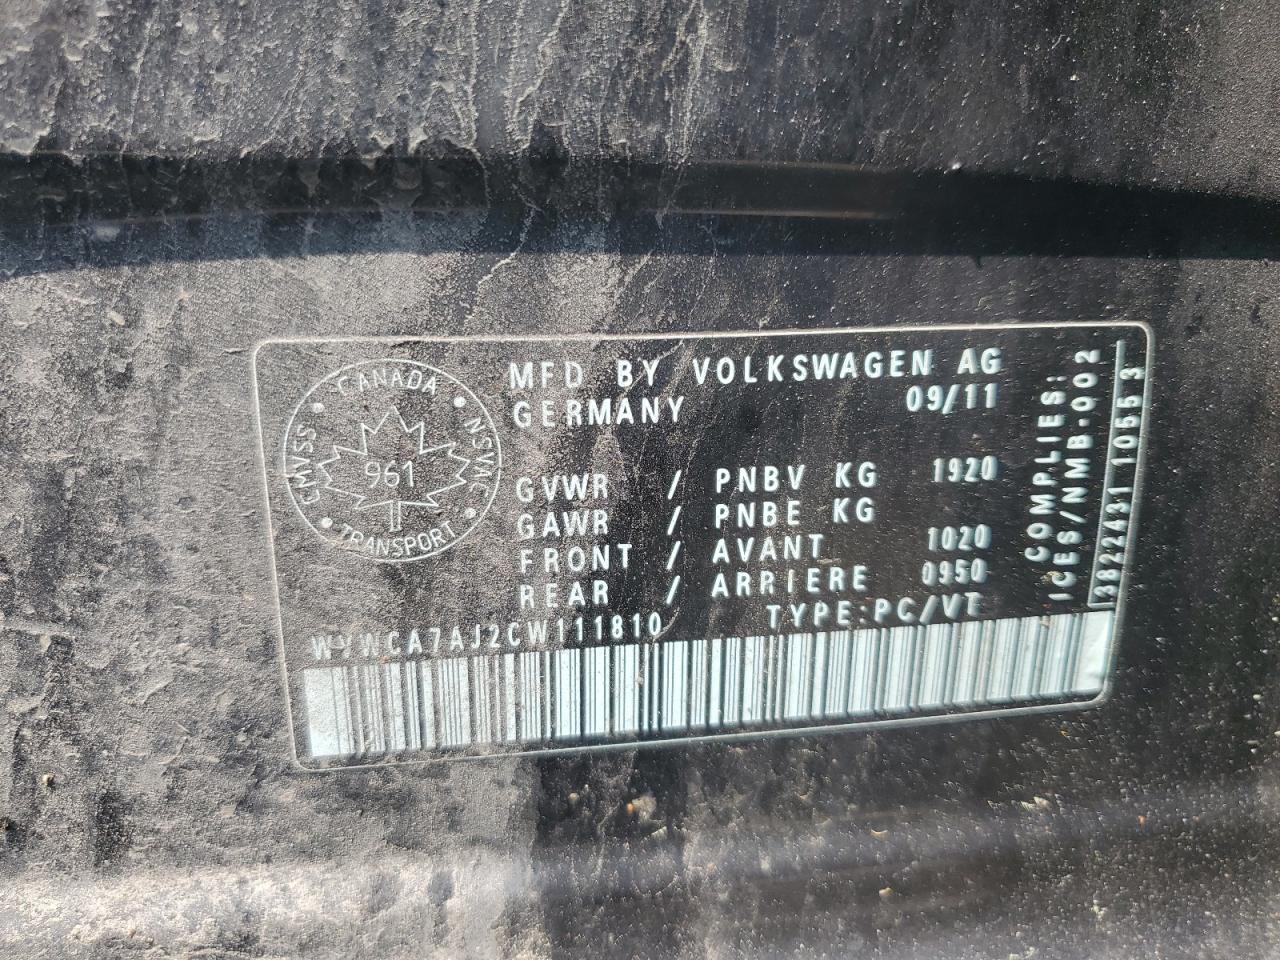 MFD BY VOLKSWAGEN AG
GERMANY 09/11
CANADA
CMVSS NSVAC
961
TRANSPORT
GVWR / PNBV KG 1920
GAWR / PNBE KG
FRONT / AVANT 1020
REAR / ARRIERE 0950
TYPE:PC/VT
WVWCA7AJ2CW111810
COMPLIES:
ICES/NMB.002
3822431 1055 3